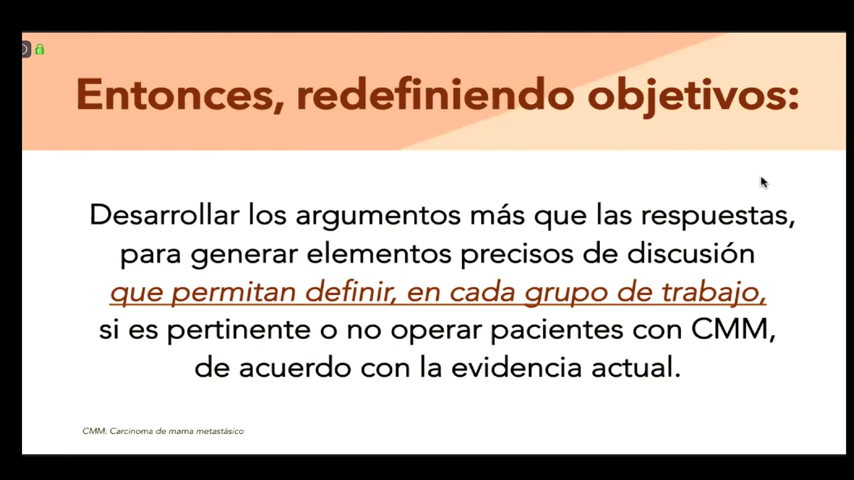 Entonces, redefiniendo objetivos:
Desarrollar los argumentos más que las respuestas,
para generar elementos precisos de discusión
que permitan definir, en cada grupo de trabajo,
si es pertinente o no operar pacientes con CMM,
de acuerdo con la evidencia actual.
CMM: Carcinoma de mama metastásico